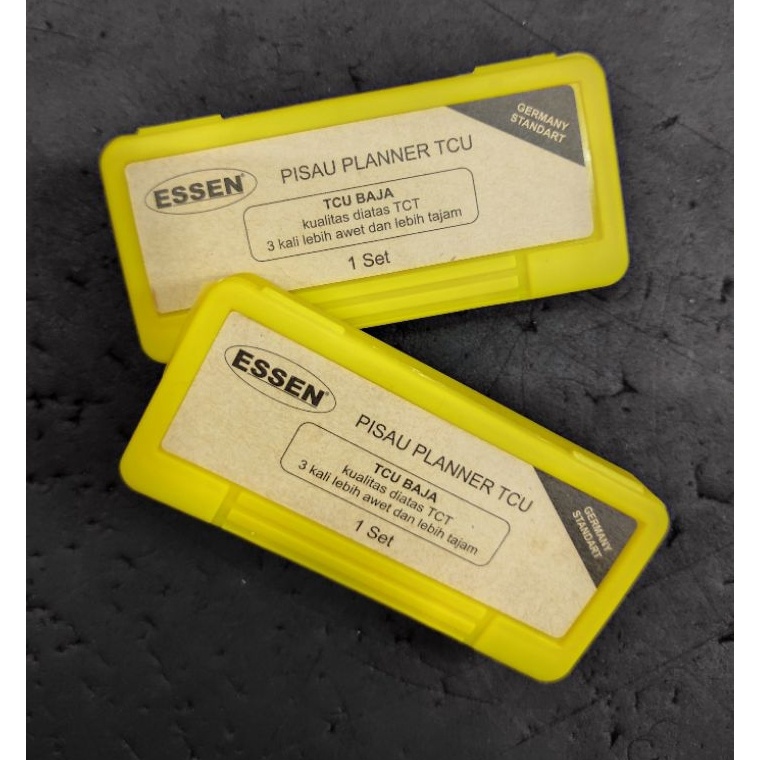 ESSEN®
PISAU PLANNER TCU
GERMANY
STANDART
TCU BAJA
kualitas diatas TCT
3 kali lebih awet dan lebih tajam
1 Set
ESSEN®
PISAU PLANNER TCU
GERMANY
STANDART
TCU BAJA
kualitas diatas TCT
3 kali lebih awet dan lebih tajam
1 Set